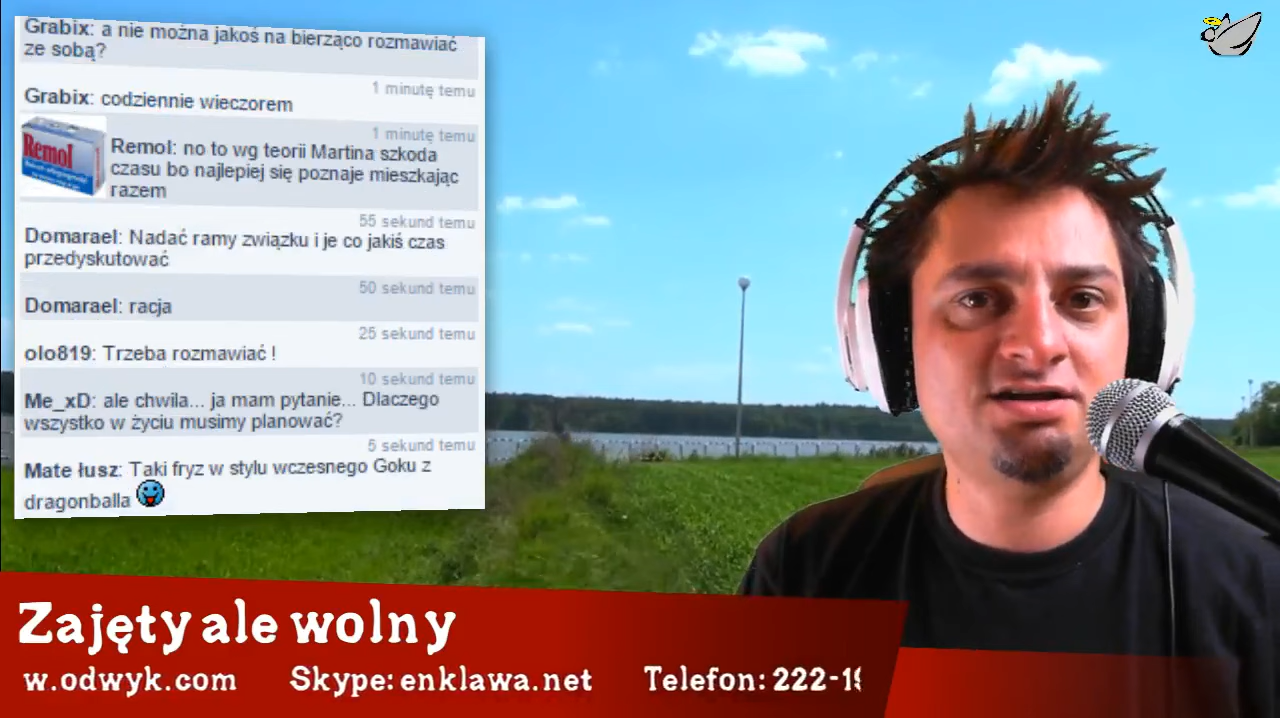 Grabix: a nie można jakoś na bierząco rozmawiać
ze sobą?
1 minutę temu
Grabix: codziennie wieczorem
1 minutę temu
Remol
Remol: no to wg teorii Martina szkoda
czasu bo najlepiej się poznaje mieszkając
razem
55 sekund temu
Domarael: Nadać ramy związku i je co jakiś czas
przedyskutować
50 sekund temu
Domarael: racja
25 sekund temu
olo819: Trzeba rozmawiać !
10 sekund temu
Me_xD: ale chwila... ja mam pytanie... Dlaczego
wszystko w życiu musimy planować?
5 sekund temu
Mate łusz: Taki fryz w stylu wczesnego Goku z
dragonballa
Zajęty ale wolny
w.odwyk.com Skype: enklawa.net Telefon: 222-1